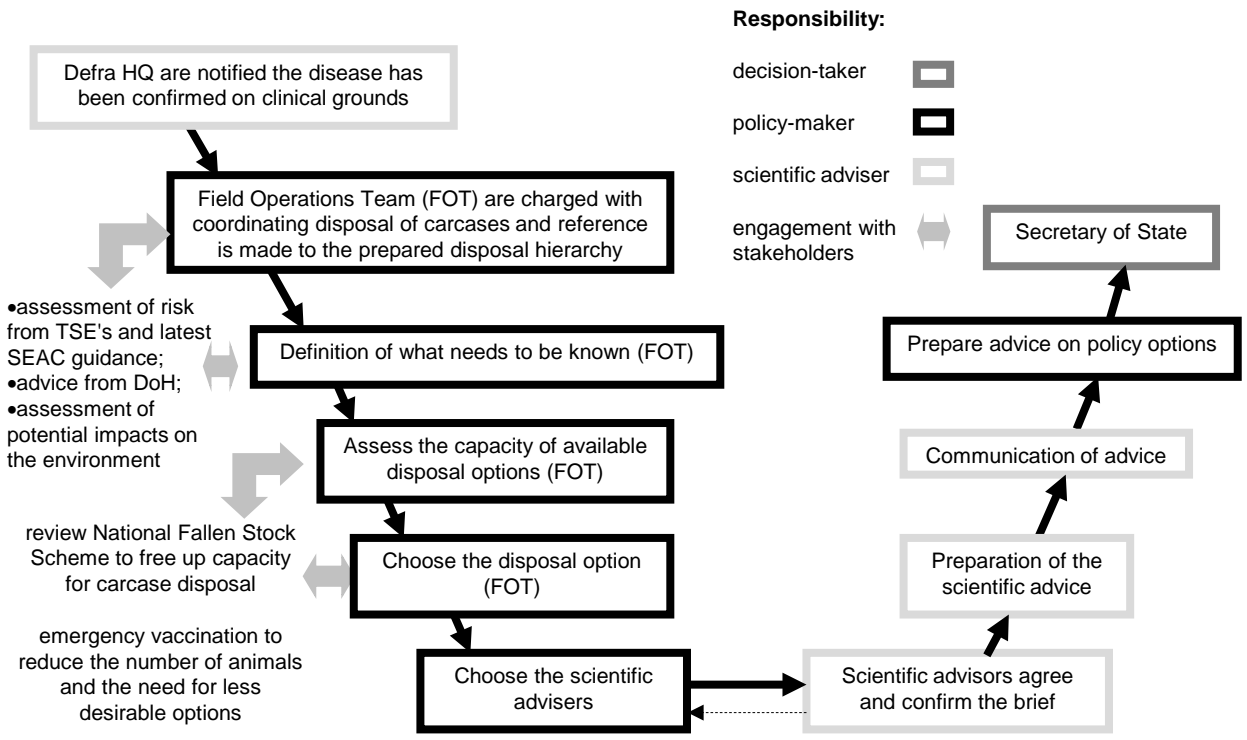 Responsibility:
decision-taker
policy-maker
scientific adviser
engagement with
stakeholders
Defra HQ are notified the disease has
been confirmed on clinical grounds
Field Operations Team (FOT) are charged with
coordinating disposal of carcases and reference
is made to the prepared disposal hierarchy
•assessment of risk
from TSE's and latest
SEAC guidance;
•advice from DoH;
•assessment of
potential impacts on
the environment
Definition of what needs to be known (FOT)
Assess the capacity of available
disposal options (FOT)
review National Fallen Stock
Scheme to free up capacity
for carcase disposal
Choose the disposal option
(FOT)
emergency vaccination to
reduce the number of animals
and the need for less
desirable options
Choose the scientific
advisers
Scientific advisors agree
and confirm the brief
Preparation of the
scientific advice
Communication of advice
Prepare advice on policy options
Secretary of State